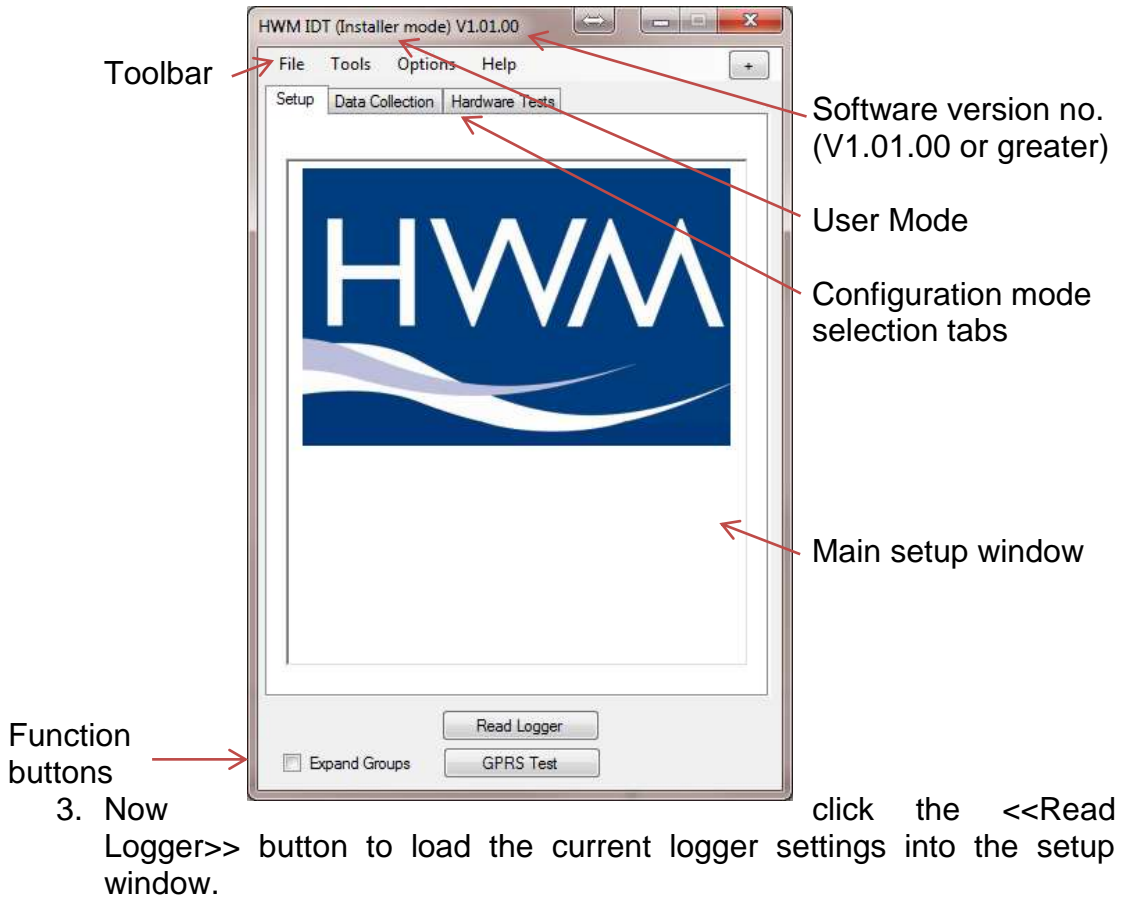 HWM IDT (Installer mode) V1.01.00
Toolbar
File Tools Options Help +
Setup Data Collection Hardware Tests
Software version no.
(V1.01.00 or greater)
User Mode
Configuration mode
selection tabs
HWM
Main setup window
Function
buttons
Read Logger
Expand Groups GPRS Test
3. Now click the <<Read
Logger>> button to load the current logger settings into the setup
window.